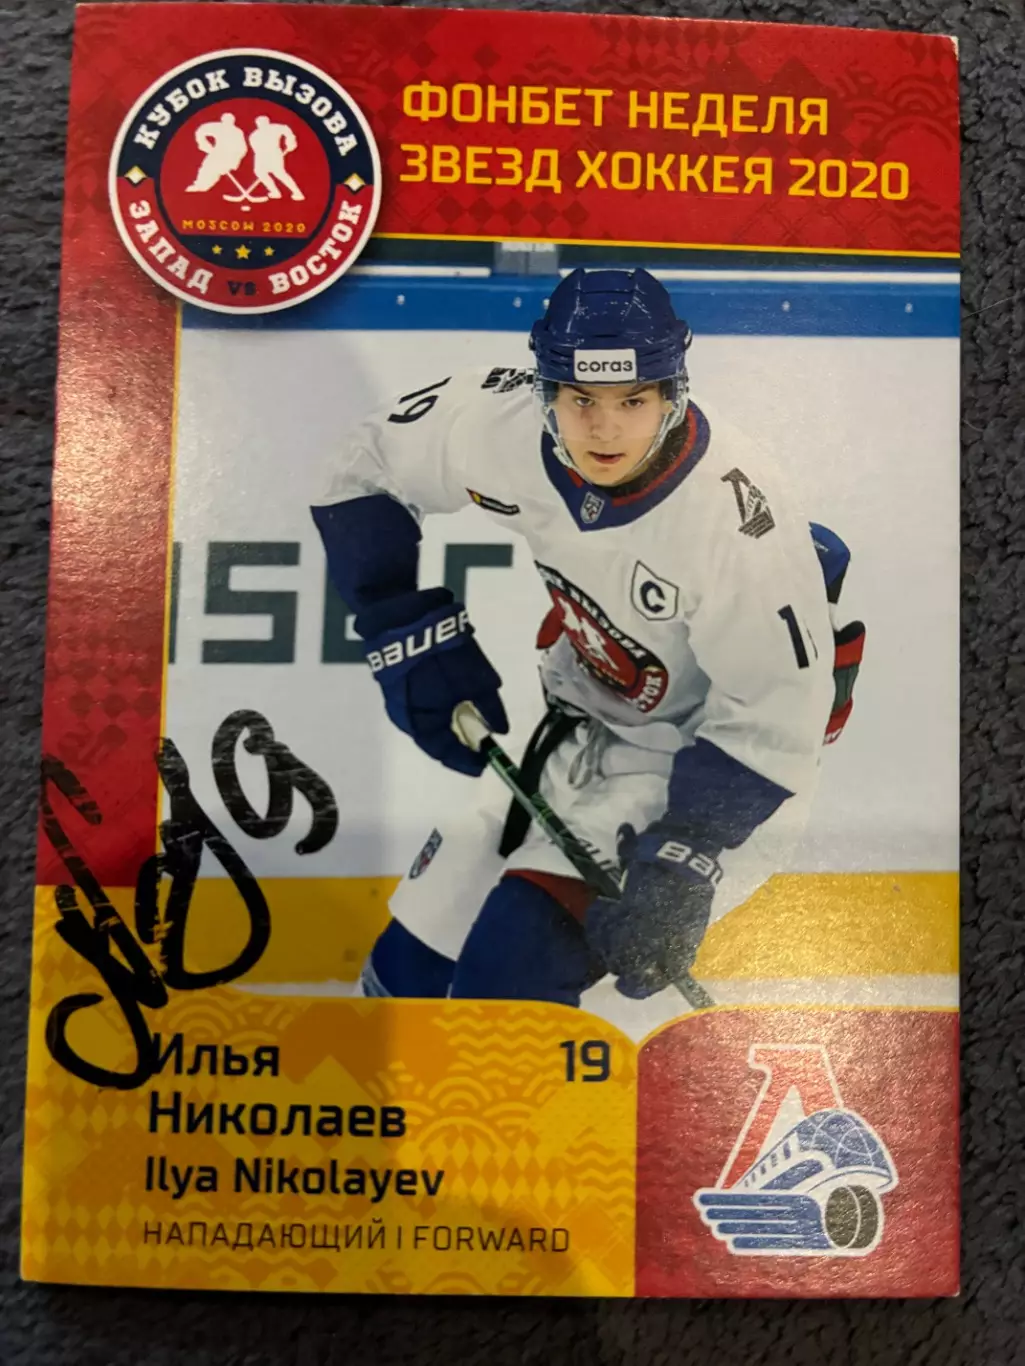 КУБОК ВЫЗОВА
MOSCOW 2020
ЗАПАД VS ВОСТОК
ФОНБЕТ НЕДЕЛЯ
ЗВЕЗД ХОККЕЯ 2020
согаз
19
C
BAUER
19
Илья
Николаев
Ilya Nikolayev
НАПАДАЮЩИЙ | FORWARD